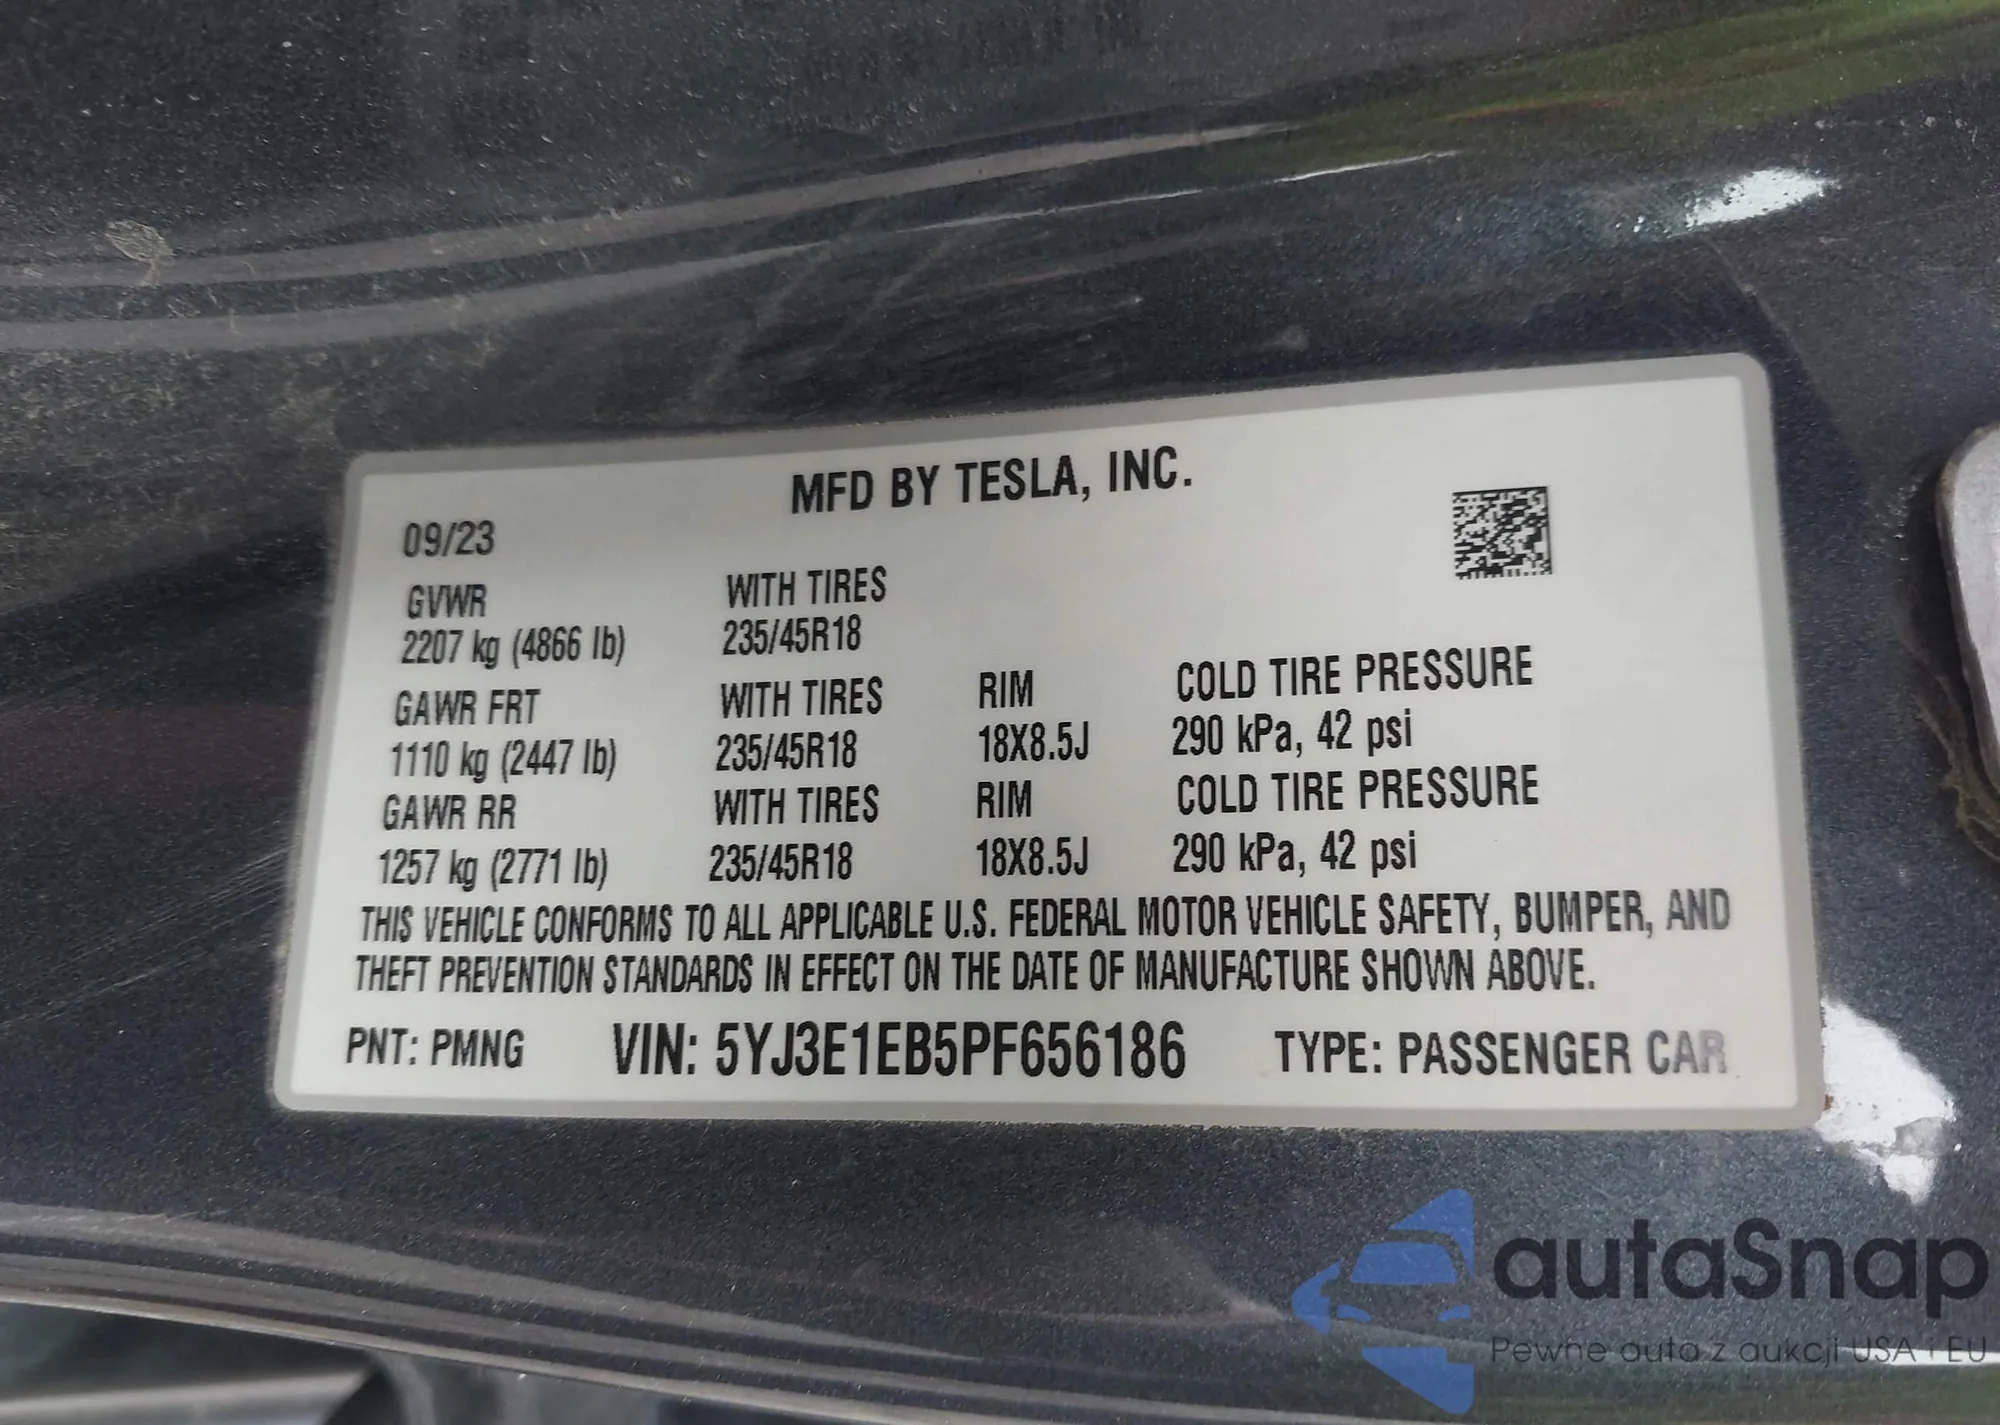 MFD BY TESLA, INC.
09/23
GVWR WITH TIRES
2207 kg (4866 lb) 235/45R18
GAWR FRT WITH TIRES RIM COLD TIRE PRESSURE
1110 kg (2447 lb) 235/45R18 18X8.5J 290 kPa, 42 psi
GAWR RR WITH TIRES RIM COLD TIRE PRESSURE
1257 kg (2771 lb) 235/45R18 18X8.5J 290 kPa, 42 psi
THIS VEHICLE CONFORMS TO ALL APPLICABLE U.S. FEDERAL MOTOR VEHICLE SAFETY, BUMPER, AND
THEFT PREVENTION STANDARDS IN EFFECT ON THE DATE OF MANUFACTURE SHOWN ABOVE.
PNT: PMNG VIN: 5YJ3E1EB5PF656186 TYPE: PASSENGER CAR
autaSnap
Pewne auta z aukcji USA i EU